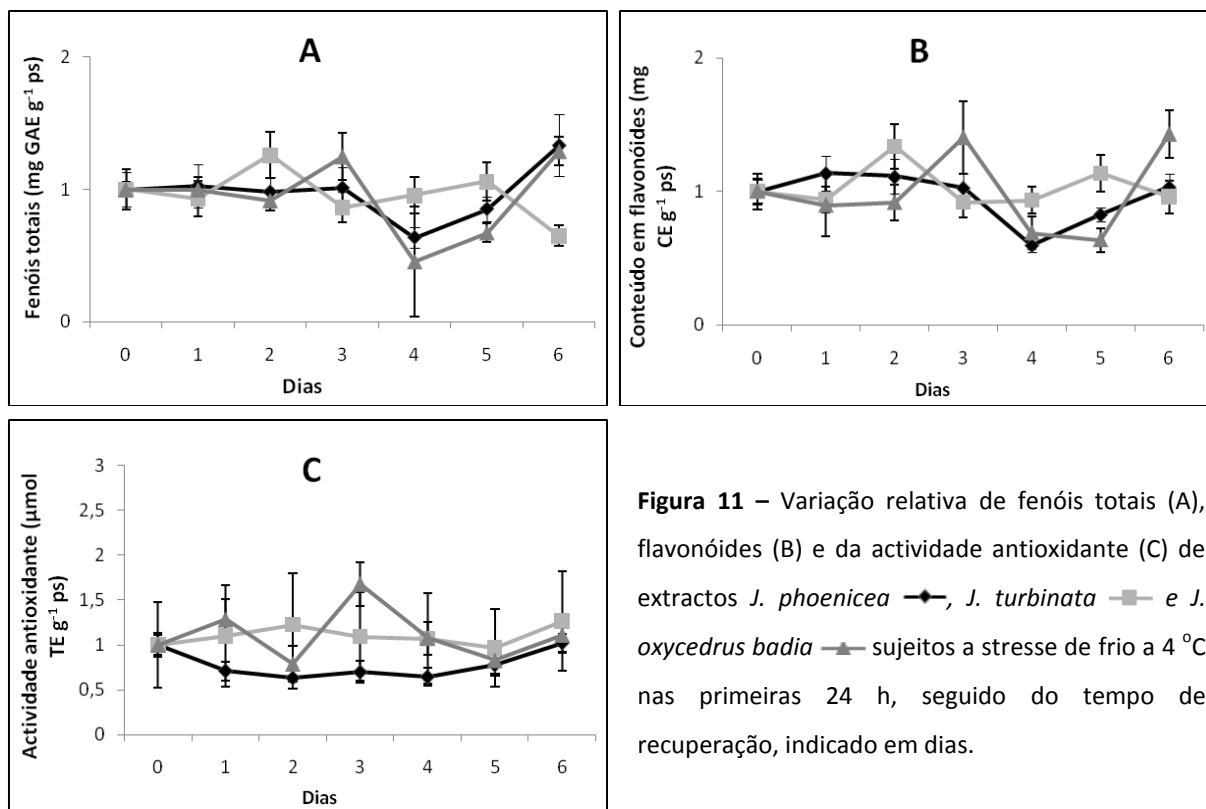 A
Fenóis totais (mg GAE g⁻¹ ps)
2
1
0
0 1 2 3 4 5 6
Dias
B
Conteúdo em flavonóides (mg
CE g⁻¹ ps)
2
1
0
0 1 2 3 4 5 6
Dias
C
Actividade antioxidante (µmol
TE g⁻¹ ps)
3
2,5
2
1,5
1
0,5
0
0 1 2 3 4 5 6
Dias
Figura 11 – Variação relativa de fenóis totais (A),
flavonóides (B) e da actividade antioxidante (C) de
extractos J. phoenicea , J. turbinata e J.
oxycedrus badia sujeitos a stresse de frio a 4 °C
nas primeiras 24 h, seguido do tempo de
recuperação, indicado em dias.